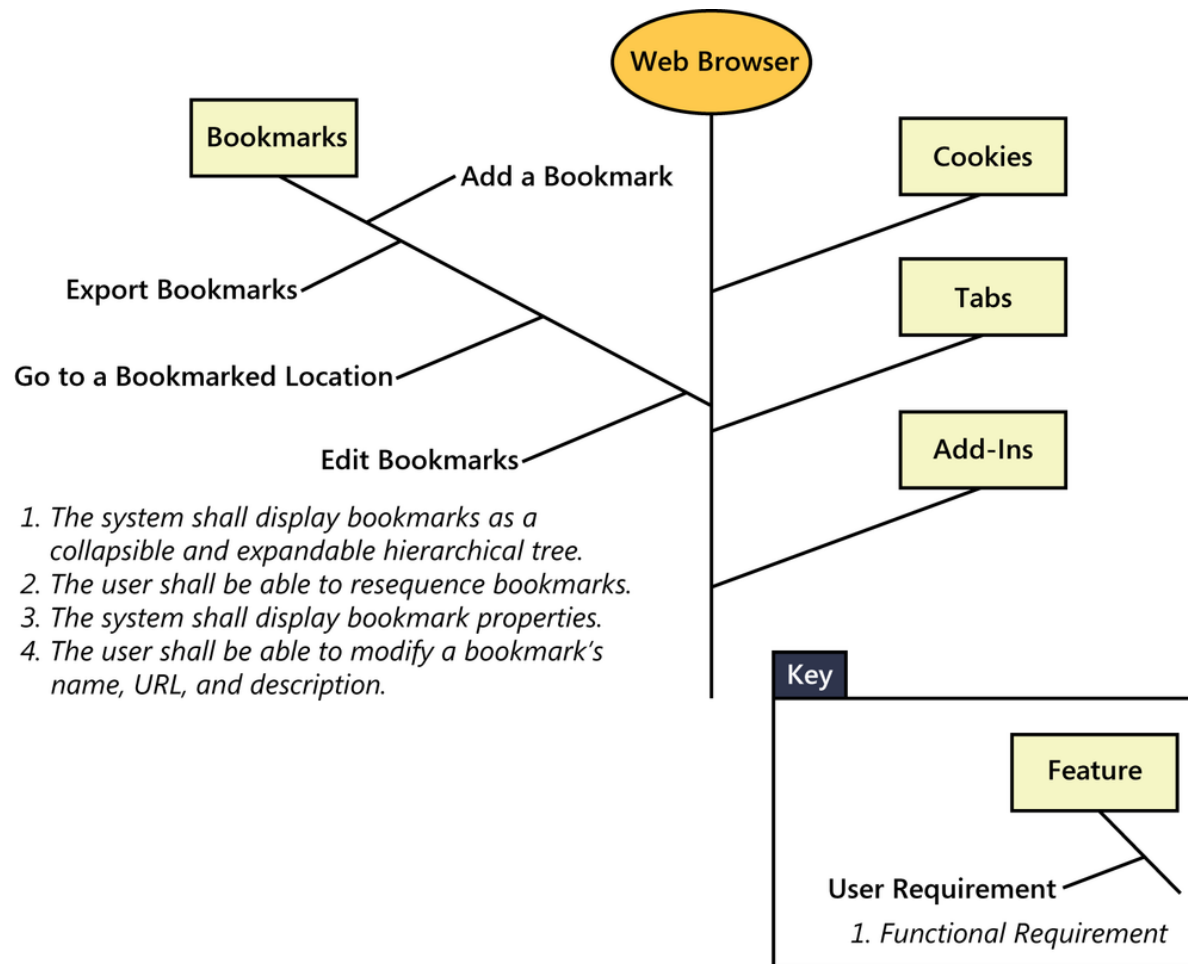 Web Browser
Bookmarks
Cookies
Add a Bookmark
Export Bookmarks
Tabs
Go to a Bookmarked Location
Add-Ins
Edit Bookmarks
1. The system shall display bookmarks as a
collapsible and expandable hierarchical tree.
2. The user shall be able to resequence bookmarks.
3. The system shall display bookmark properties.
4. The user shall be able to modify a bookmark’s
name, URL, and description.
Key
Feature
User Requirement
1. Functional Requirement